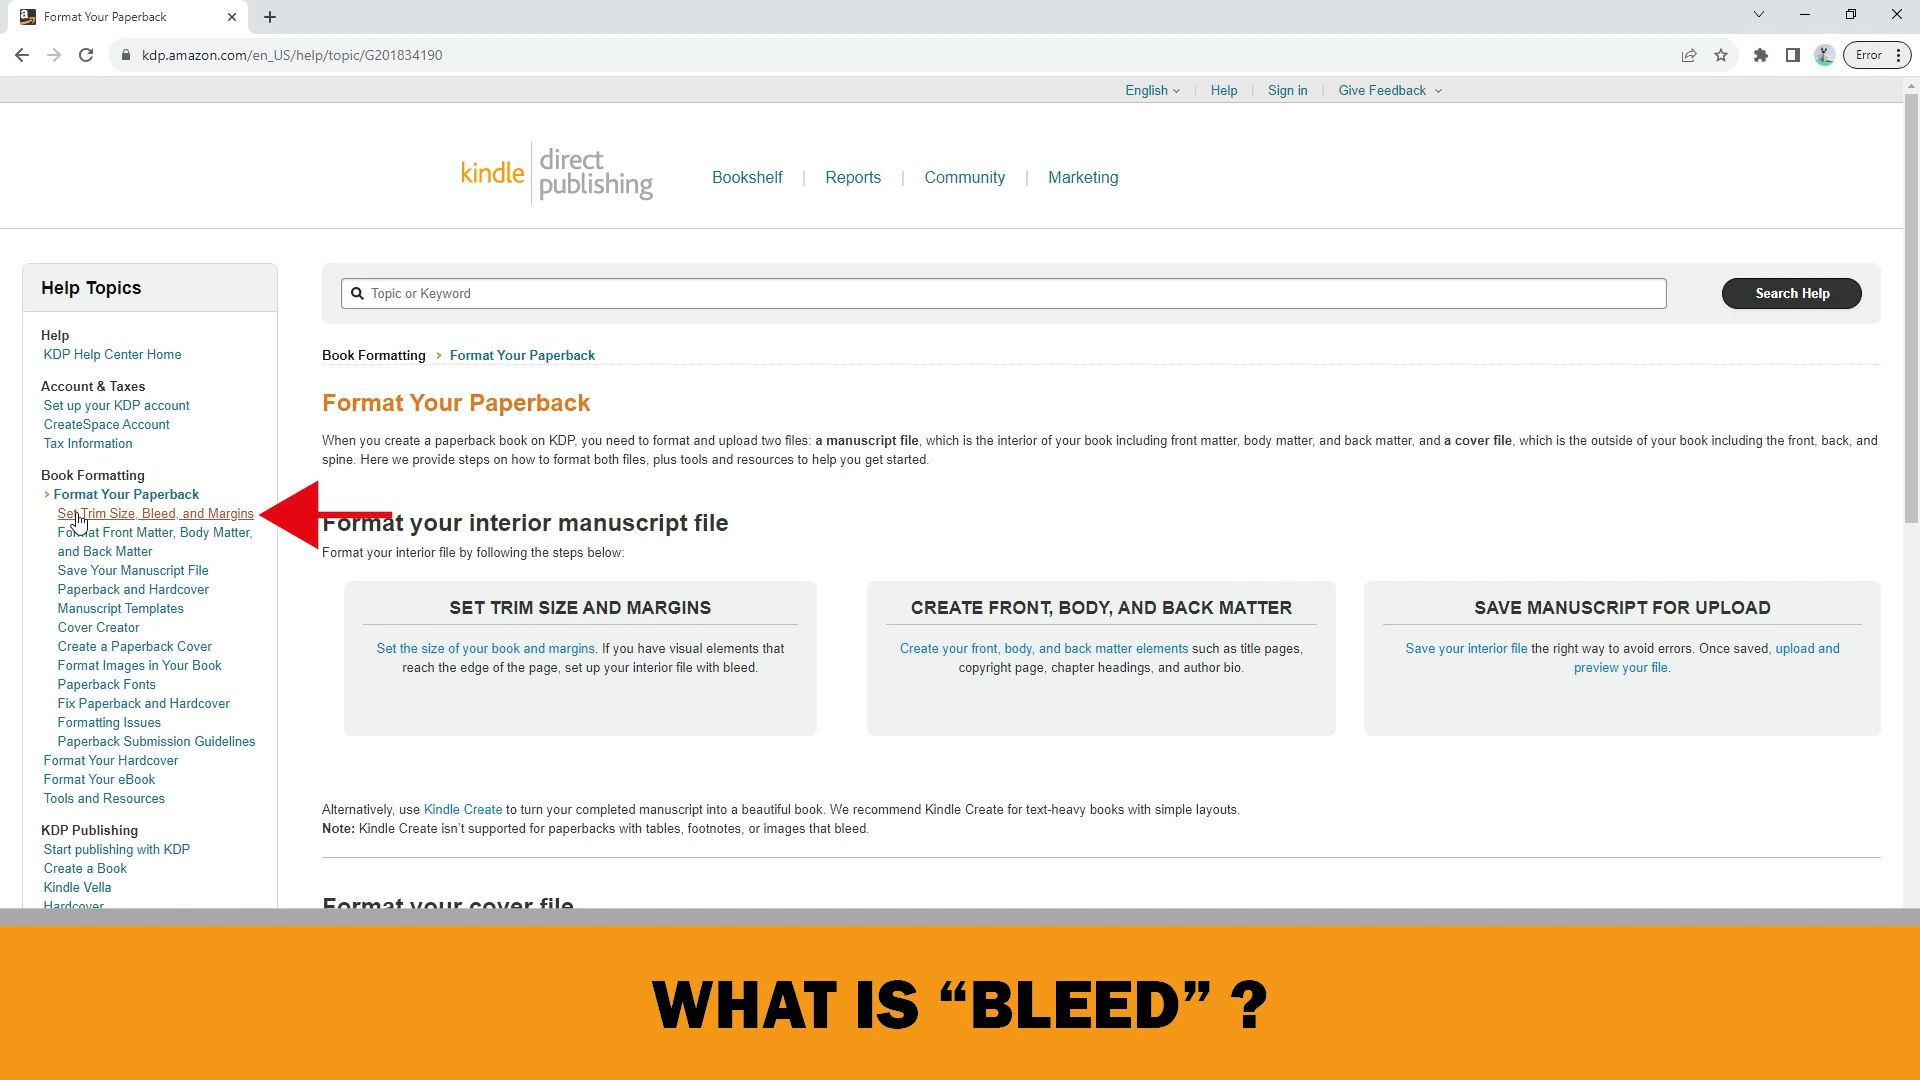 Format Your Paperback
kdp.amazon.com/en_US/help/topic/G201834190
Error
English
Help
Sign in
Give Feedback
kindle direct publishing
Bookshelf
Reports
Community
Marketing
Help Topics
Help
KDP Help Center Home
Account & Taxes
Set up your KDP account
CreateSpace Account
Tax Information
Book Formatting
› Format Your Paperback
Set Trim Size, Bleed, and Margins
Format Front Matter, Body Matter,
and Back Matter
Save Your Manuscript File
Paperback and Hardcover
Manuscript Templates
Cover Creator
Create a Paperback Cover
Format Images in Your Book
Paperback Fonts
Fix Paperback and Hardcover
Formatting Issues
Paperback Submission Guidelines
Format Your Hardcover
Format Your eBook
Tools and Resources
KDP Publishing
Start publishing with KDP
Create a Book
Kindle Vella
Hardcover
Topic or Keyword
Search Help
Book Formatting › Format Your Paperback
Format Your Paperback
When you create a paperback book on KDP, you need to format and upload two files: a manuscript file, which is the interior of your book including front matter, body matter, and back matter, and a cover file, which is the outside of your book including the front, back, and
spine. Here we provide steps on how to format both files, plus tools and resources to help you get started.
Format your interior manuscript file
Format your interior file by following the steps below:
SET TRIM SIZE AND MARGINS
Set the size of your book and margins. If you have visual elements that
reach the edge of the page, set up your interior file with bleed.
CREATE FRONT, BODY, AND BACK MATTER
Create your front, body, and back matter elements such as title pages,
copyright page, chapter headings, and author bio.
SAVE MANUSCRIPT FOR UPLOAD
Save your interior file the right way to avoid errors. Once saved, upload and
preview your file.
Alternatively, use Kindle Create to turn your completed manuscript into a beautiful book. We recommend Kindle Create for text-heavy books with simple layouts.
Note: Kindle Create isn't supported for paperbacks with tables, footnotes, or images that bleed.
Format your cover file
WHAT IS “BLEED” ?